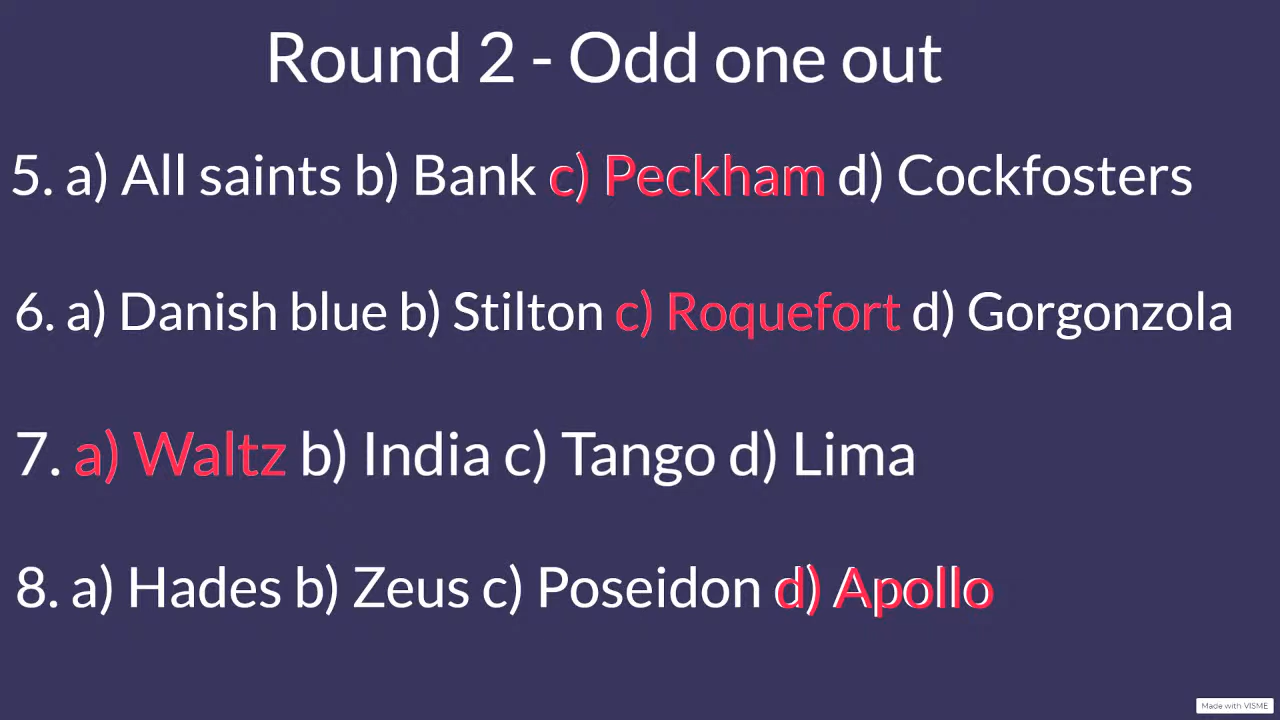 Round 2 - Odd one out
5. a) All saints b) Bank c) Peckham d) Cockfosters
6. a) Danish blue b) Stilton c) Roquefort d) Gorgonzola
7. a) Waltz b) India c) Tango d) Lima
8. a) Hades b) Zeus c) Poseidon d) Apollo
Made with VISME